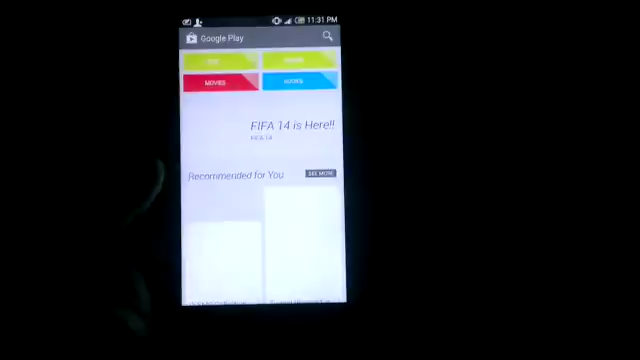 11:31 PM
Google Play
MOVIES BOOKS
FIFA 14 is Here!!
FIFA 14
Recommended for You SEE MORE